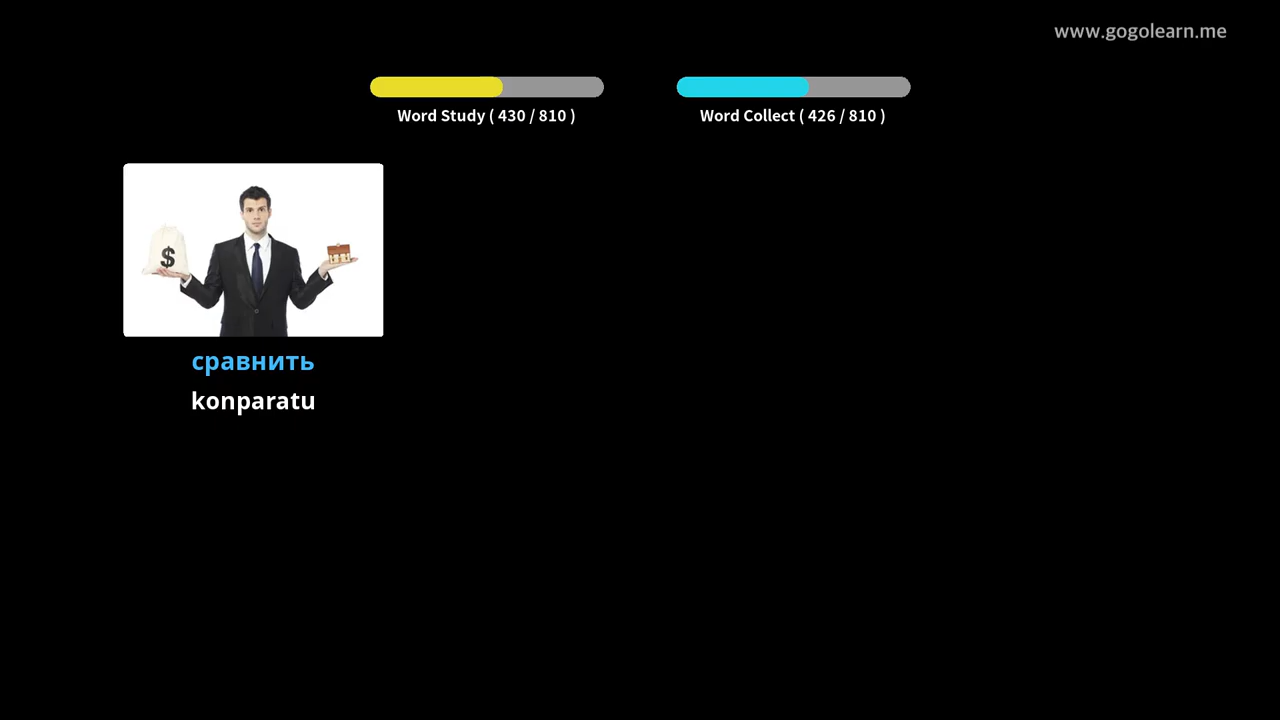 www.gogolearn.me
Word Study ( 430 / 810 )
Word Collect ( 426 / 810 )
$
сравнить
konparatu